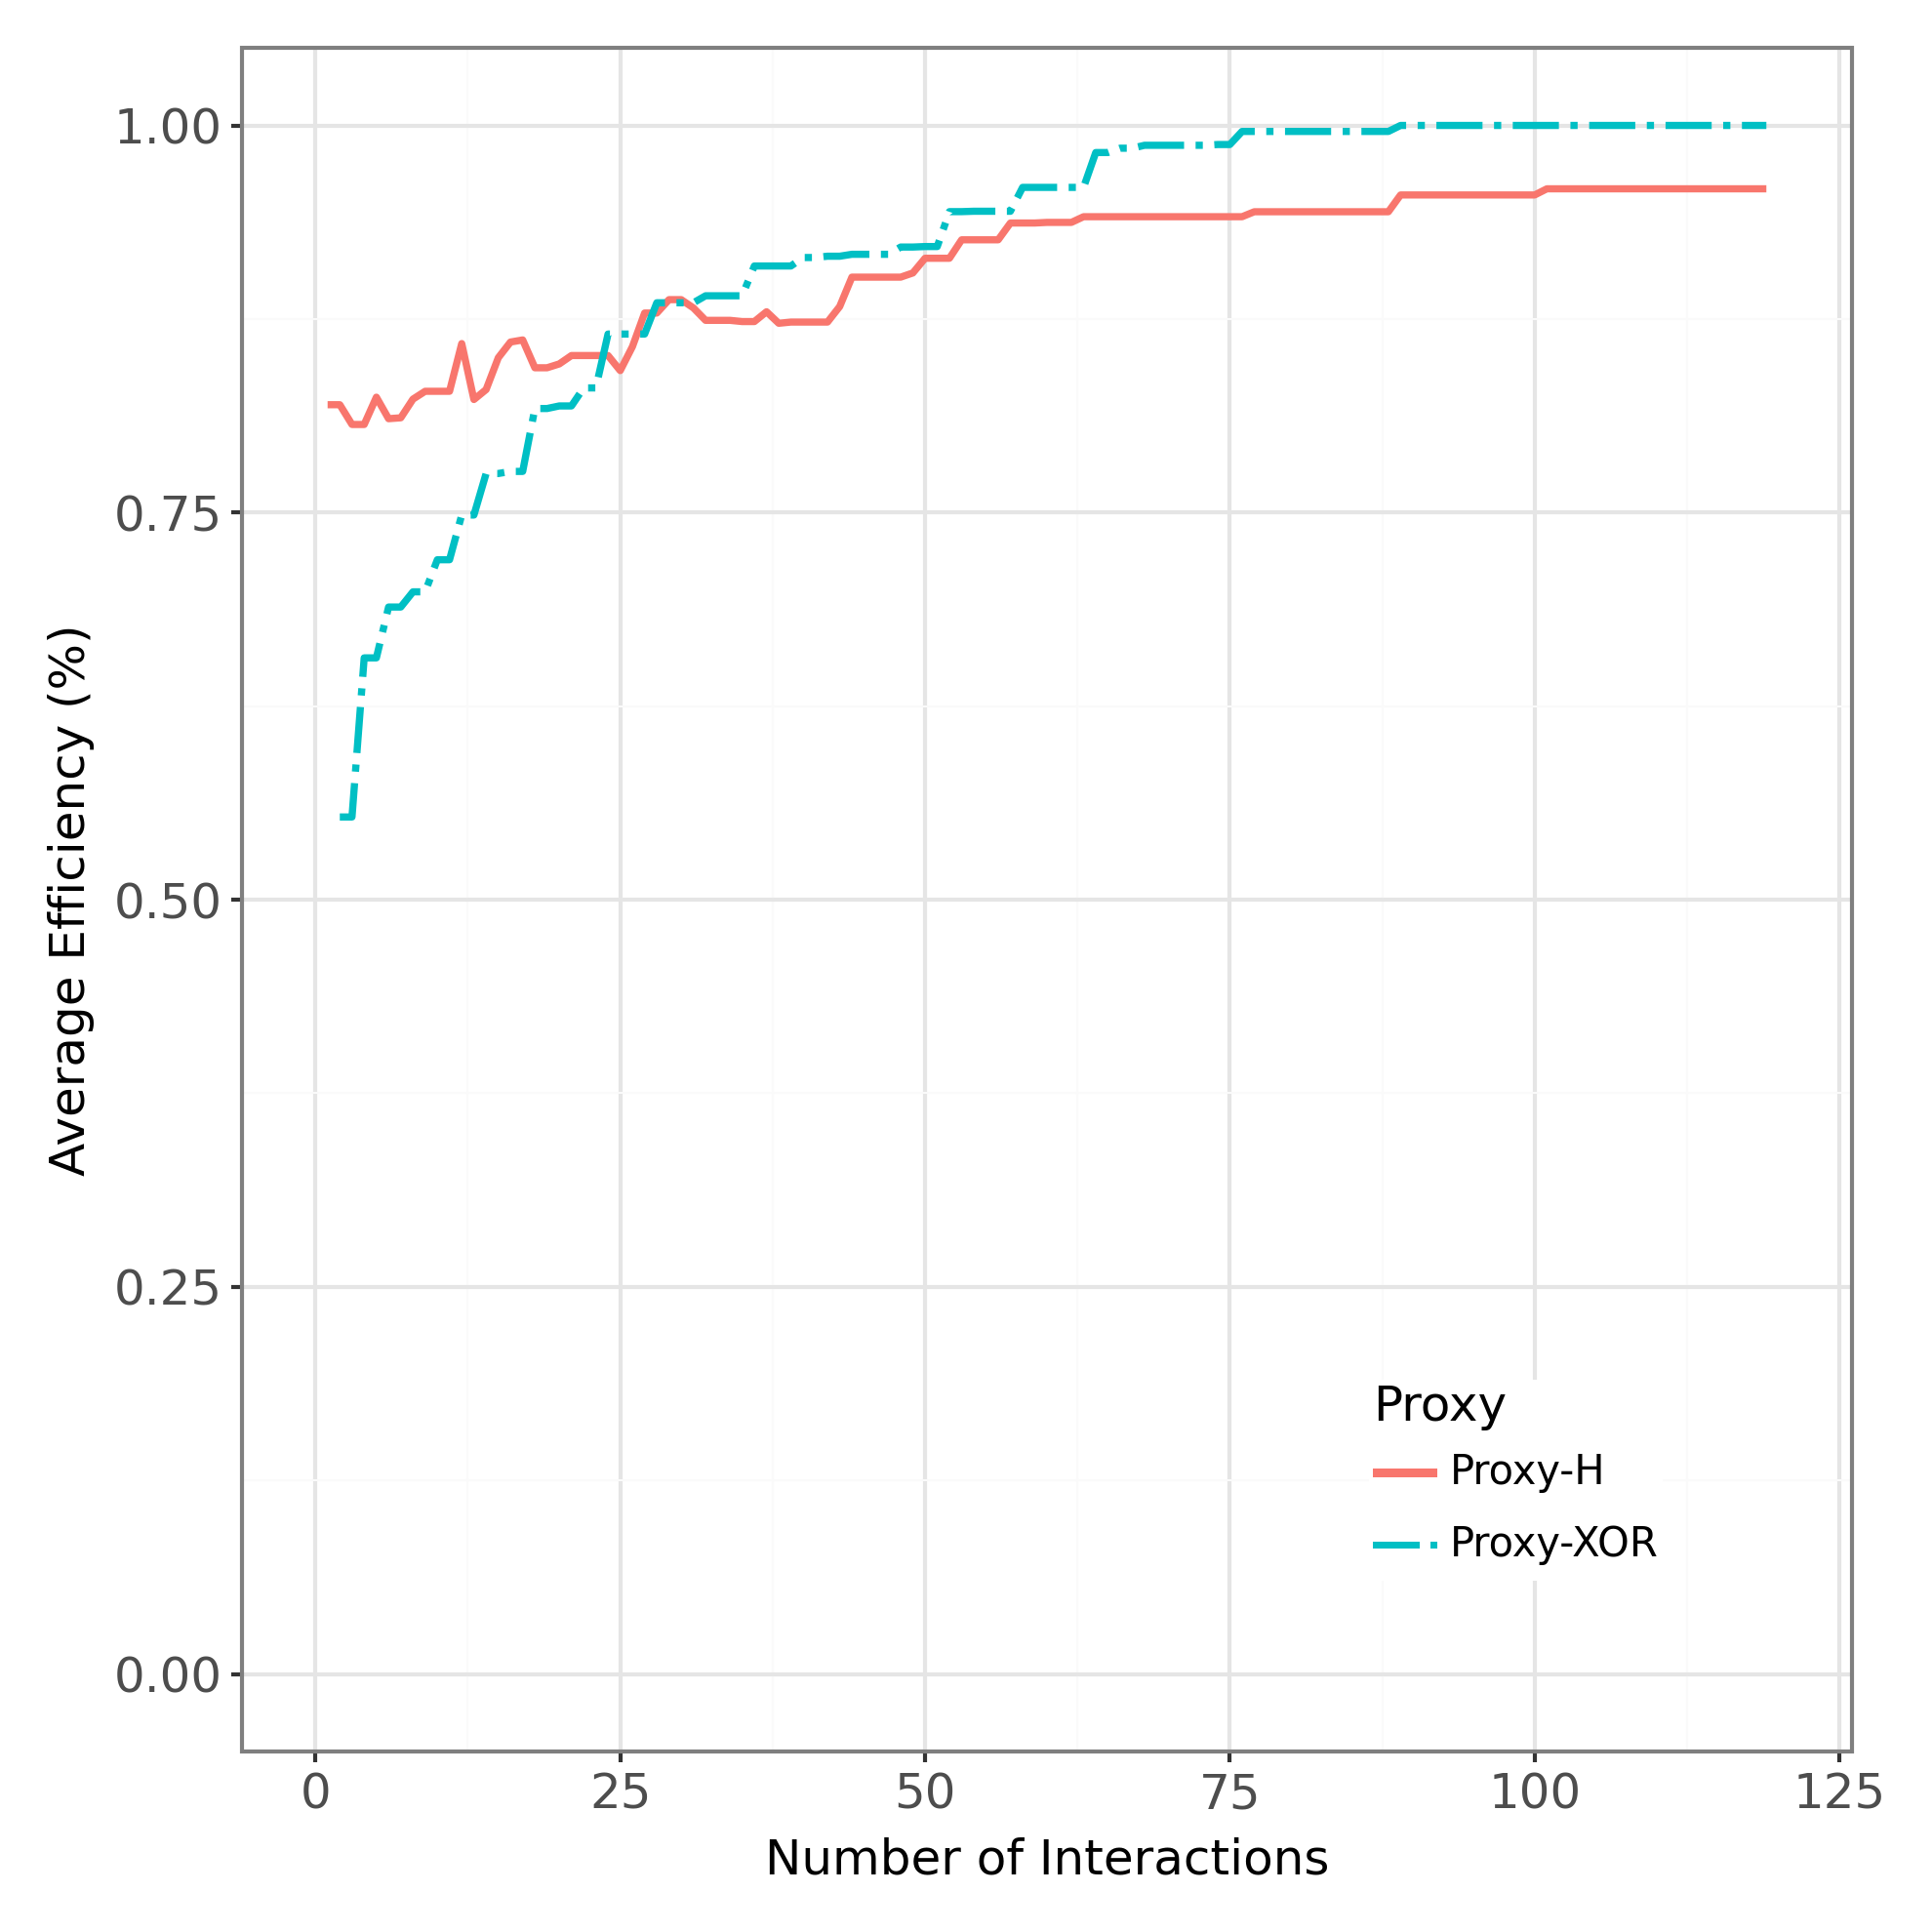 1.00
0.75
0.50
0.25
0.00
Average Efficiency (%)
Proxy
Proxy-H
Proxy-XOR
0 25 50 75 100 125
Number of Interactions